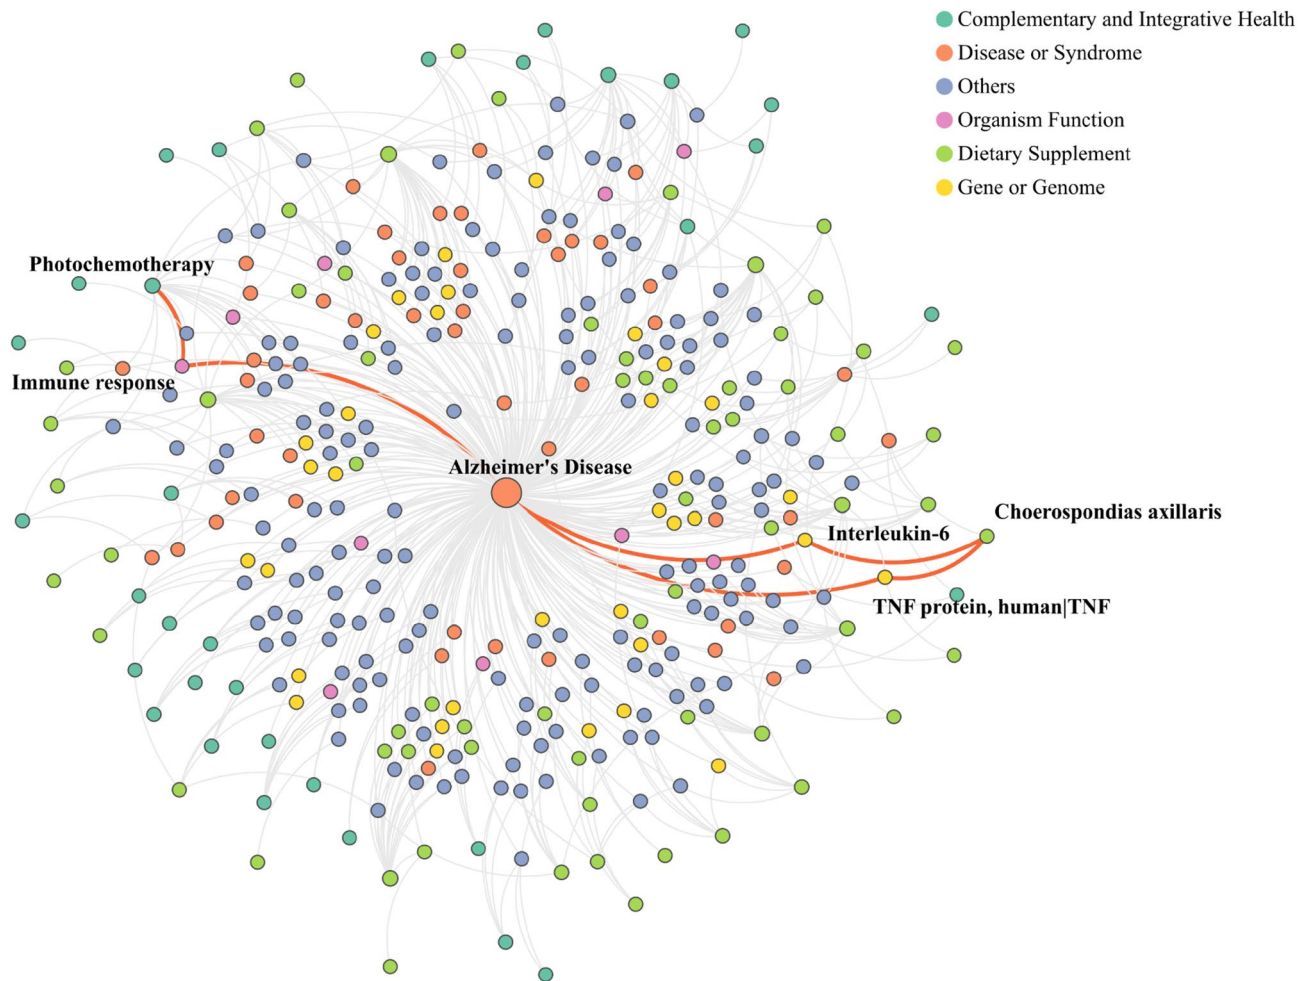 Complementary and Integrative Health
Disease or Syndrome
Others
Organism Function
Dietary Supplement
Gene or Genome
Photochemotherapy
Immune response
Alzheimer's Disease
Choerospondias axillaris
Interleukin-6
TNF protein, human|TNF